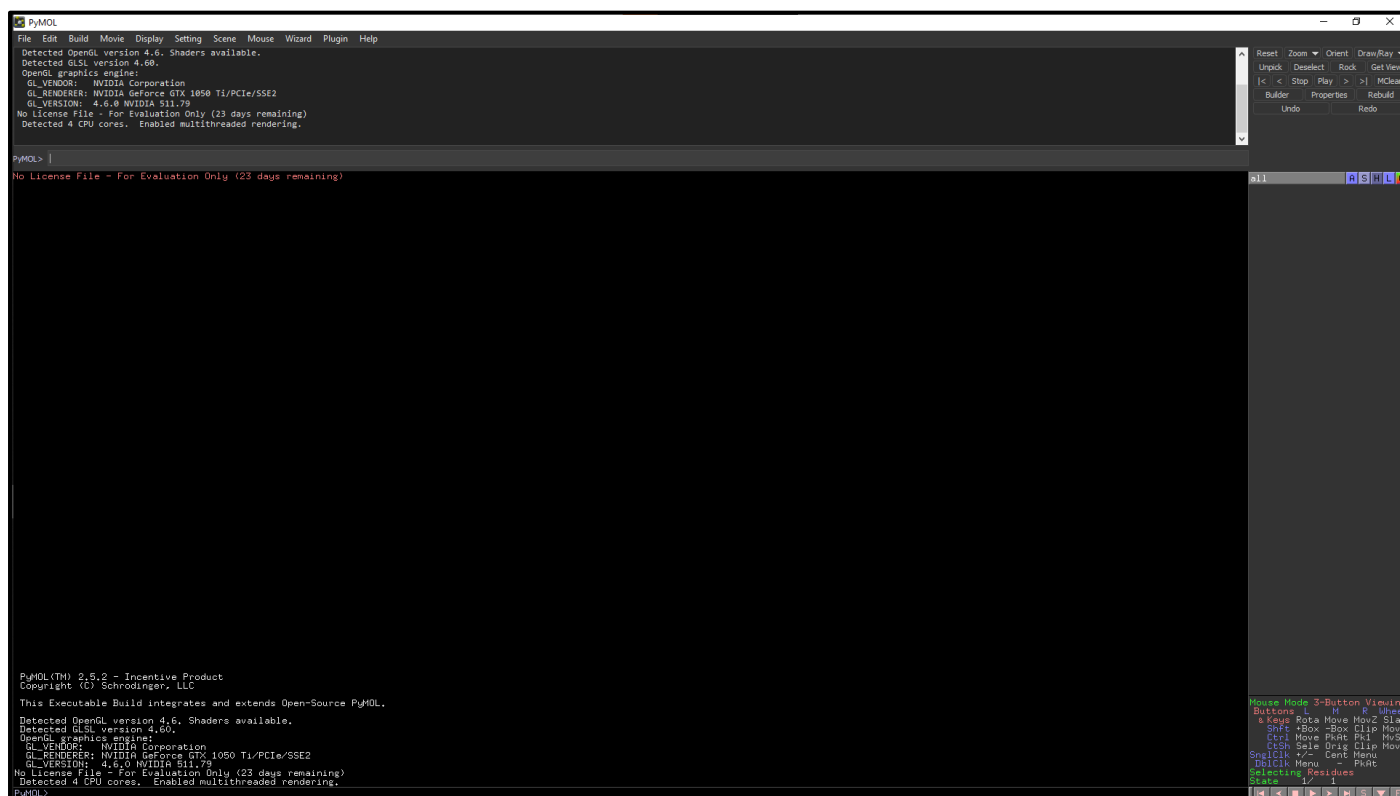 PyMOL
File Edit Build Movie Display Setting Scene Mouse Wizard Plugin Help
Detected OpenGL version 4.6. Shaders available.
Detected GLSL version 4.60.
OpenGL graphics engine:
GL_VENDOR: NVIDIA Corporation
GL_RENDERER: NVIDIA GeForce GTX 1050 Ti/PCIe/SSE2
GL_VERSION: 4.6.0 NVIDIA 511.79
No License File - For Evaluation Only (23 days remaining)
Detected 4 CPU cores. Enabled multithreaded rendering.
Reset Zoom Orient Draw/Ray
Unpick Deselect Rock Get View
|< < Stop Play > >| MClear
Builder Properties Rebuild
Undo Redo
PyMOL>
No License File - For Evaluation Only (23 days remaining)
all A S H L
PyMOL(TM) 2.5.2 - Incentive Product
Copyright (C) Schrodinger, LLC
This Executable Build integrates and extends Open-Source PyMOL.
Detected OpenGL version 4.6. Shaders available.
Detected GLSL version 4.60.
OpenGL graphics engine:
GL_VENDOR: NVIDIA Corporation
GL_RENDERER: NVIDIA GeForce GTX 1050 Ti/PCIe/SSE2
GL_VERSION: 4.6.0 NVIDIA 511.79
No License File - For Evaluation Only (23 days remaining)
Detected 4 CPU cores. Enabled multithreaded rendering.
PyMOL>
Mouse Mode 3-Button Viewin
Buttons L M R Whee
& Keys Rota Move MovZ Sla
Shft +Box -Box Clip Mov
Ctrl Move PkAt Pk1 MvS
CtSh Sele Orig Clip Mov
SnglClk +/- Cent Menu
DblClk Menu - PkAt
Selecting Residues
State 1/ 1
S